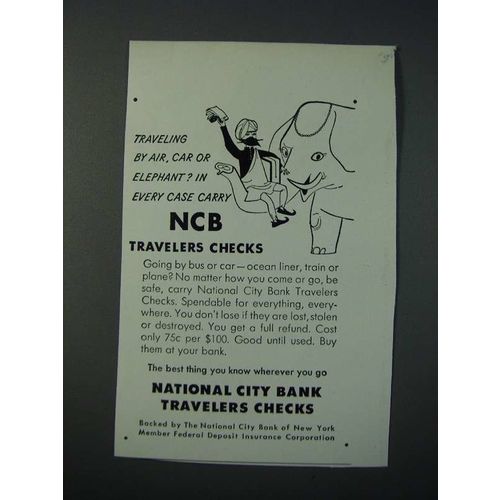 TRAVELING
BY AIR, CAR OR
ELEPHANT? IN
EVERY CASE CARRY
NCB
TRAVELERS CHECKS
Going by bus or car—ocean liner, train or
plane? No matter how you come or go, be
safe, carry National City Bank Travelers
Checks. Spendable for everything, every-
where. You don't lose if they are lost, stolen
or destroyed. You get a full refund. Cost
only 75c per $100. Good until used. Buy
them at your bank.
The best thing you know wherever you go
NATIONAL CITY BANK
TRAVELERS CHECKS
Backed by The National City Bank of New York
Member Federal Deposit Insurance Corporation